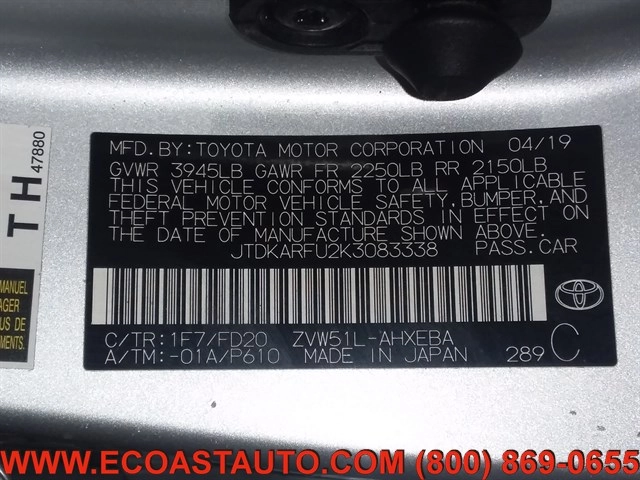 MFD.BY:TOYOTA MOTOR CORPORATION 04/19
GVWR 3945LB GAWR FR 2250LB RR 2150LB
THIS VEHICLE CONFORMS TO ALL APPLICABLE
FEDERAL MOTOR VEHICLE SAFETY,BUMPER,AND
THEFT PREVENTION STANDARDS IN EFFECT ON
THE DATE OF MANUFACTURE SHOWN ABOVE.
JTDKARFU2K3083338 PASS.CAR
C/TR:1F7/FD20 ZVW51L-AHXEBA
A/TM:-01A/P610 MADE IN JAPAN 289 C
TH
47880
MANUEL
WWW.ECOASTAUTO.COM (800) 869-0655